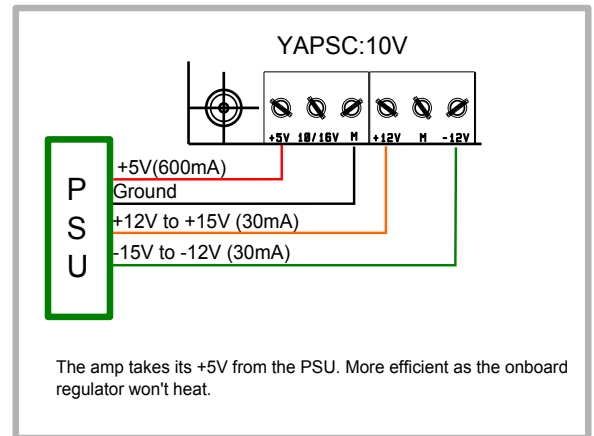 YAPSC:10V
+5V 10/16V M +12V M -12V
+5V(600mA)
Ground
+12V to +15V (30mA)
-15V to -12V (30mA)
P
S
U
The amp takes its +5V from the PSU. More efficient as the onboard
regulator won't heat.